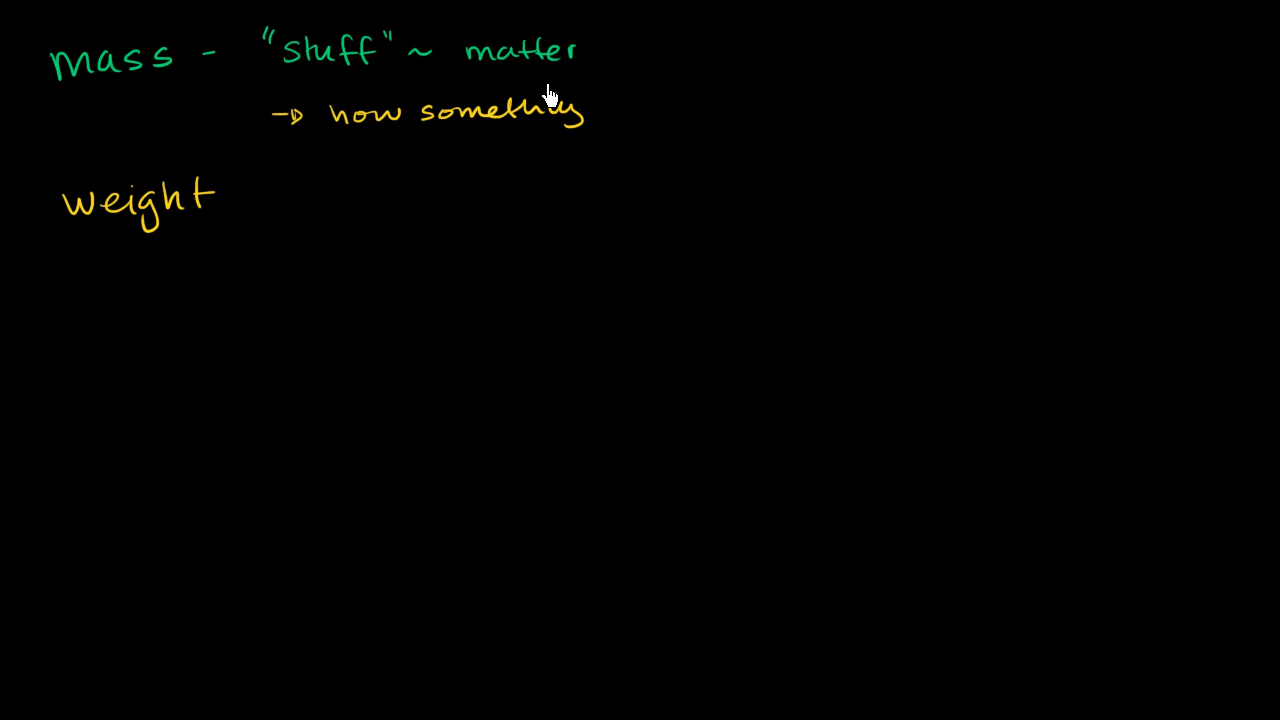 mass - "stuff" ~ matter
→ how something
weight